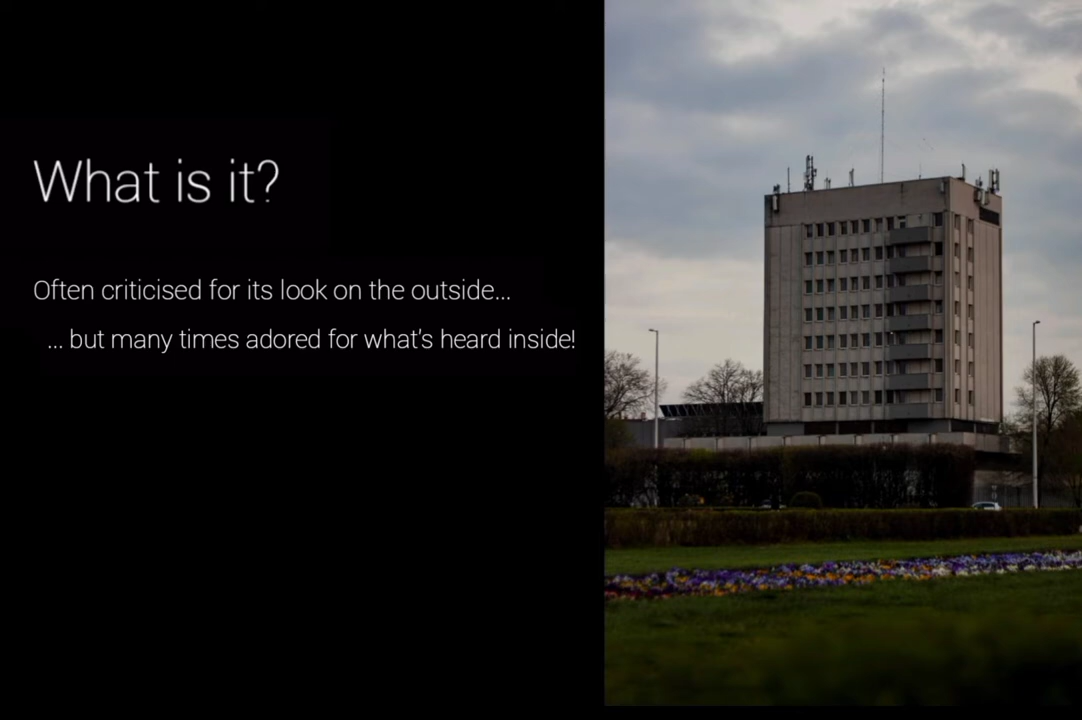 What is it?
Often criticised for its look on the outside...
... but many times adored for what's heard inside!